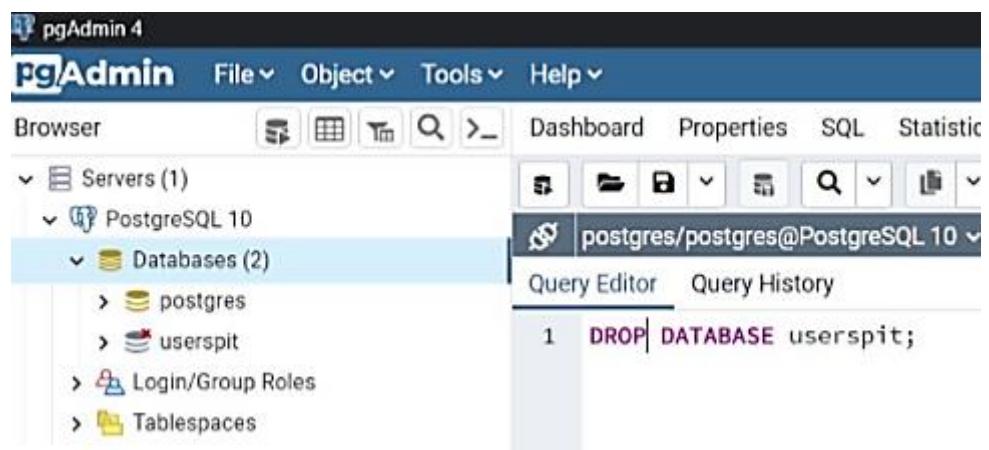 pgAdmin 4
pgAdmin File Object Tools Help
Browser
Dashboard Properties SQL Statistic
Servers (1)
PostgreSQL 10
Databases (2)
postgres
userspit
Login/Group Roles
Tablespaces
postgres/postgres@PostgreSQL 10
Query Editor Query History
1 DROP DATABASE userspit;